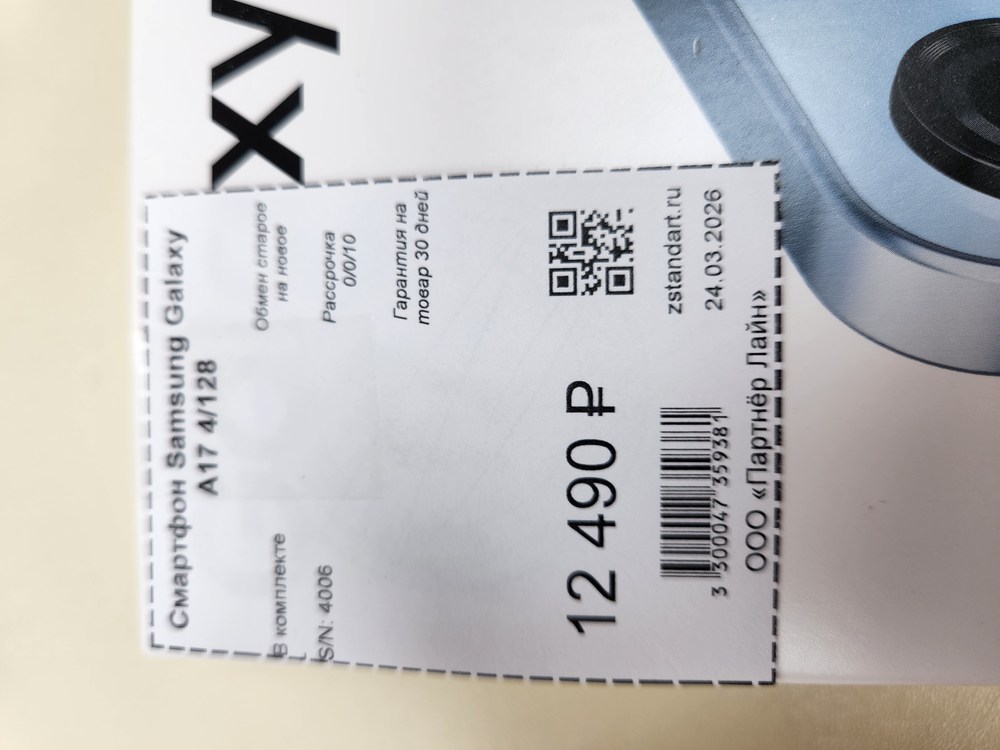 xy
Смартфон Samsung Galaxy
A17 4/128
Обмен старое
на новое
Рассрочка
0/0/10
Гарантия на
товар 30 дней
В комплекте
S/N: 4006
12 490 ₽
zstandart.ru
24.03.2026
3 300047 359381
ООО «Партнёр Лайн»